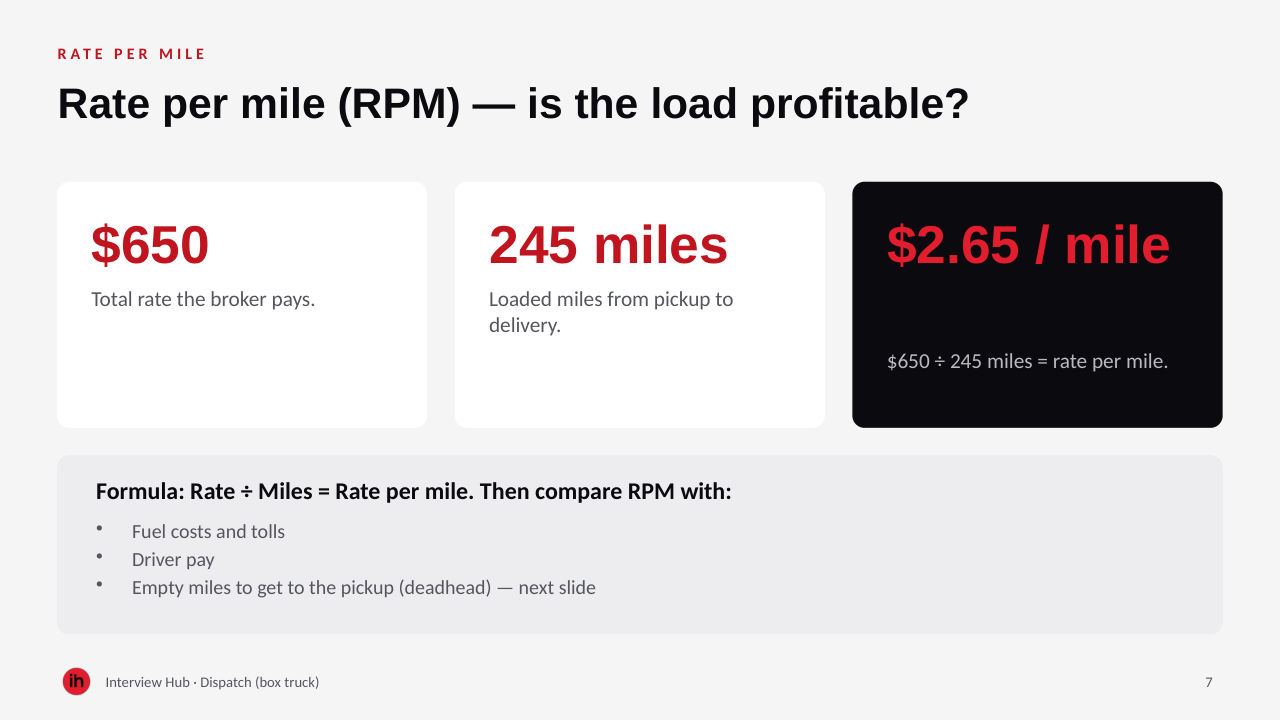 RATE PER MILE
Rate per mile (RPM) — is the load profitable?
$650
Total rate the broker pays.
245 miles
Loaded miles from pickup to
delivery.
$2.65 / mile
$650 ÷ 245 miles = rate per mile.
Formula: Rate ÷ Miles = Rate per mile. Then compare RPM with:
• Fuel costs and tolls
• Driver pay
• Empty miles to get to the pickup (deadhead) — next slide
ih Interview Hub · Dispatch (box truck)
7